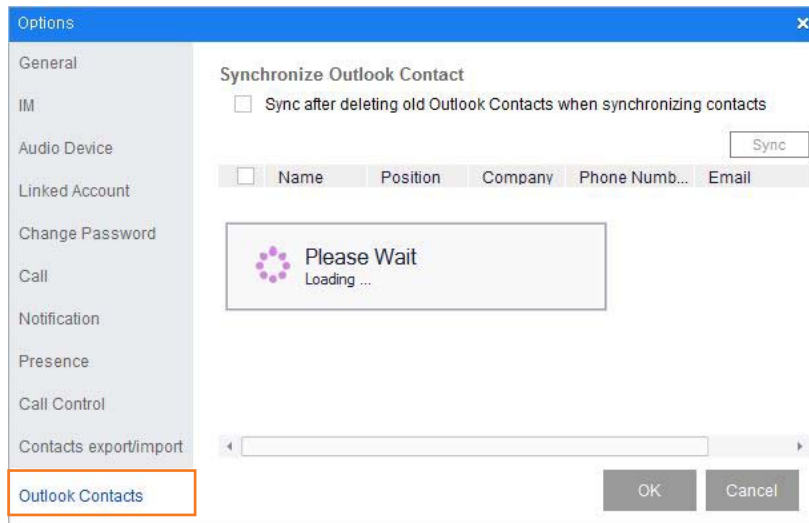 Options
General
IM
Audio Device
Linked Account
Change Password
Call
Notification
Presence
Call Control
Contacts export/import
Outlook Contacts
Synchronize Outlook Contact
Sync after deleting old Outlook Contacts when synchronizing contacts
Sync
Name Position Company Phone Numb... Email
Please Wait
Loading ...
OK Cancel